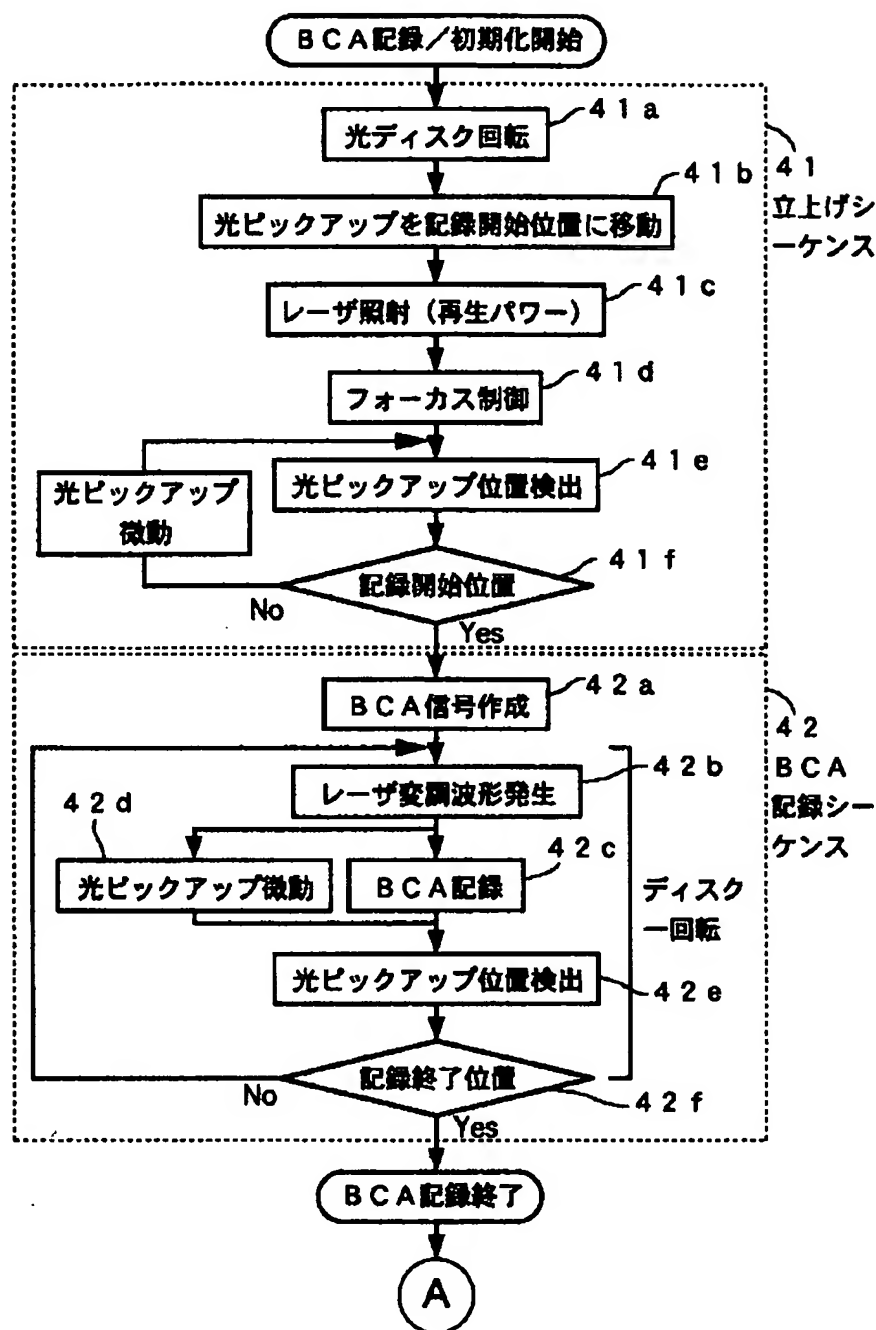 BCA記録/初期化開始
41a
光ディスク回転
41
立上げシ
ーケンス
41b
光ピックアップを記録開始位置に移動
41c
レーザ照射(再生パワー)
41d
フォーカス制御
41e
光ピックアップ位置検出
光ピックアップ
微動
41f
記録開始位置
No
Yes
42a
BCA信号作成
42
BCA
記録シー
ケンス
42b
レーザ変調波形発生
42d
光ピックアップ微動
42c
BCA記録
ディスク
一回転
光ピックアップ位置検出
42e
記録終了位置
No
42f
Yes
BCA記録終了
A